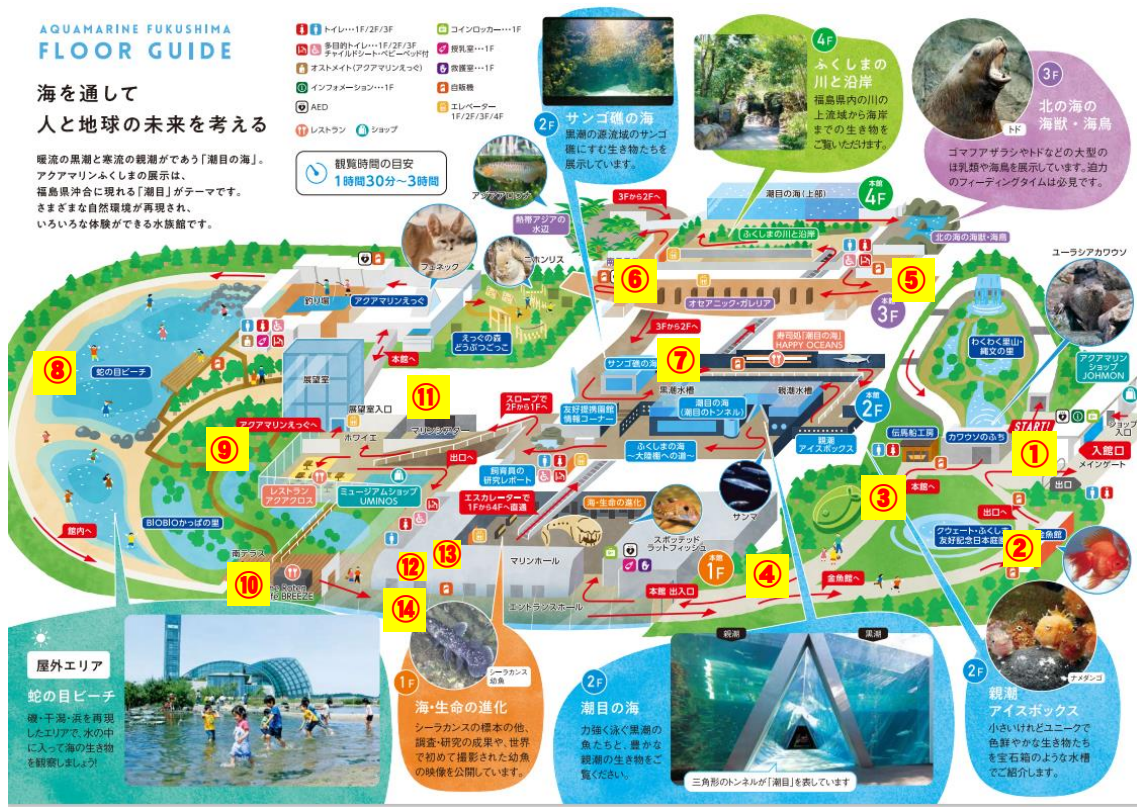 AQUAMARINE FUKUSHIMA
FLOOR GUIDE
海を通して
人と地球の未来を考える
暖流の黒潮と寒流の親潮がであう「潮目の海」。
アクアマリンふくしまの展示は、
福島県沖合に現れる「潮目」がテーマです。
さまざまな自然環境が再現され、
いろいろな体験ができる水族館です。
トイレ…1F/2F/3F
多目的トイレ…1F/2F/3F
チャイルドシート・ベビーベッド付
オストメイト(アクアマリンえっぐ)
インフォメーション…1F
AED
レストラン
ショップ
コインロッカー…1F
授乳室…1F
救護室…1F
自販機
エレベーター
1F/2F/3F/4F
観覧時間の目安
1時間30分～3時間
2F
サンゴ礁の海
黒潮の源流域のサンゴ
礁にすむ生き物たちを
展示しています。
4F
ふくしまの
川と沿岸
福島県内の川の
上流域から海岸
までの生き物を
ご覧いただけます。
3F
北の海の
海獣・海鳥
トド
ゴマフアザラシやトドなどの大型の
ほ乳類や海鳥を展示しています。迫力
のフィーディングタイムは必見です。
アジアアロワナ
熱帯アジアの
水辺
3Fから2Fへ
潮目の海(上部)
本館
4F
ふくしまの川と沿岸
北の海の海獣・海鳥
フェネック
ニホンリス
⑥
⑤
オセアニック・ガレリア
本館
3F
ユーラシアカワウソ
釣り場
アクアマリンえっぐ
えっぐの森
どうぶつごっこ
本館へ
3Fから2Fへ
寿司処「潮目の海」
HAPPY OCEANS
わくわく里山・
縄文の里
アクアマリン
ショップ
JOHMON
⑧
蛇の目ビーチ
展望室
サンゴ礁の海
⑦
黒潮水槽
親潮水槽
本館
2F
⑪
スロープで
2Fから1Fへ
友好提携園館
情報コーナー
潮目の海
(潮目のトンネル)
展望室入口
アクアマリンえっぐへ
ホワイエ
マリンシアター
ふくしまの海
～大陸棚への道～
親潮
アイスボックス
伝馬船工房
カワウソのふち
START!
①
ショップ
入口
入館口
メインゲート
出口
⑨
出口へ
飼育員の
研究レポート
レストラン
アクアクロス
ミュージアムショップ
UMINOS
エスカレーターで
1Fから4Fへ直通
海・生命の進化
サンマ
③
本館へ
出口へ
館内へ
BIOBIOかっぱの里
スポッテッド
ラットフィッシュ
クウェート・ふくしま
友好記念日本庭園
②
金魚館
南テラス
⑩
BREEZE
⑫
⑬
マリンホール
本館
1F
④
金魚館へ
⑭
エントランスホール
本館 出入口
屋外エリア
蛇の目ビーチ
磯・干潟・浜を再現
したエリアで、水の中
に入って海の生き物
を観察しましょう!
シーラカンス
幼魚
1F
海・生命の進化
シーラカンスの標本の他、
調査・研究の成果や、世界
で初めて撮影された幼魚
の映像を公開しています。
2F
潮目の海
力強く泳ぐ黒潮の
魚たちと、豊かな
親潮の生き物をご
覧ください。
親潮
黒潮
三角形のトンネルが「潮目」を表しています
ナメダンゴ
2F
親潮
アイスボックス
小さいけれどユニークで
色鮮やかな生き物たち
を宝石箱のような水槽
でご紹介します。